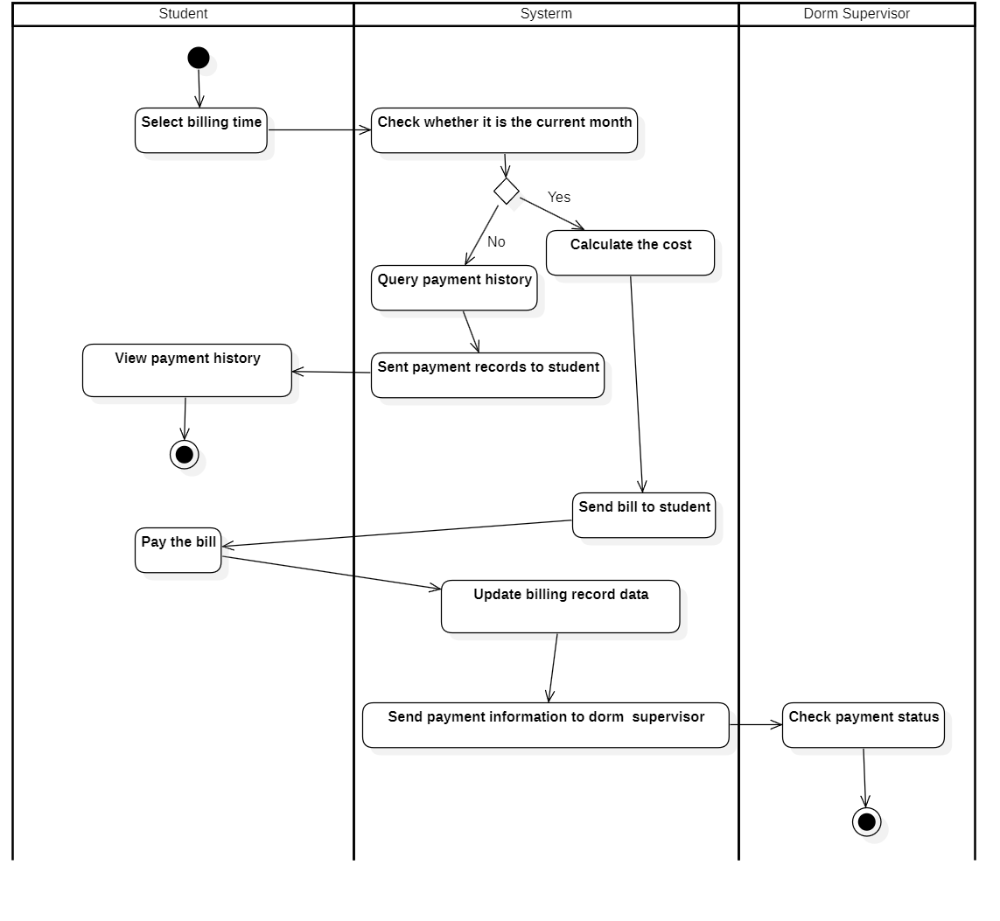 Student
Systerm
Dorm Supervisor
Select billing time
Check whether it is the current month
Yes
No
Calculate the cost
Query payment history
View payment history
Sent payment records to student
Send bill to student
Pay the bill
Update billing record data
Send payment information to dorm  supervisor
Check payment status